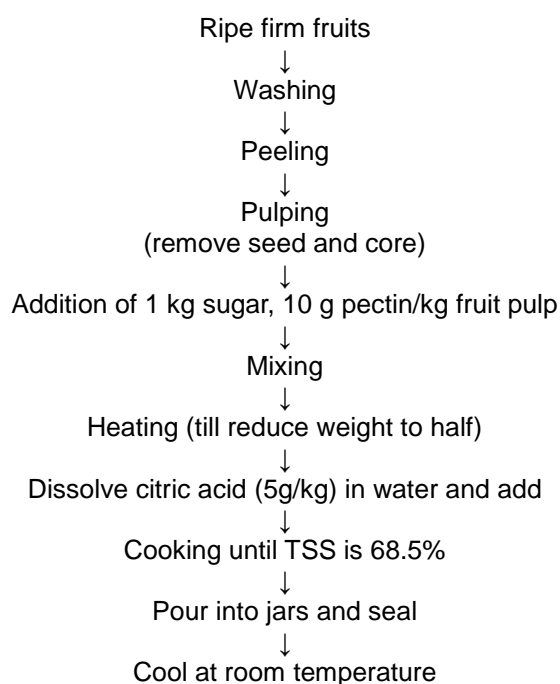 Ripe firm fruits
↓
Washing
↓
Peeling
↓
Pulping
(remove seed and core)
↓
Addition of 1 kg sugar, 10 g pectin/kg fruit pulp
↓
Mixing
↓
Heating (till reduce weight to half)
↓
Dissolve citric acid (5g/kg) in water and add
↓
Cooking until TSS is 68.5%
↓
Pour into jars and seal
↓
Cool at room temperature